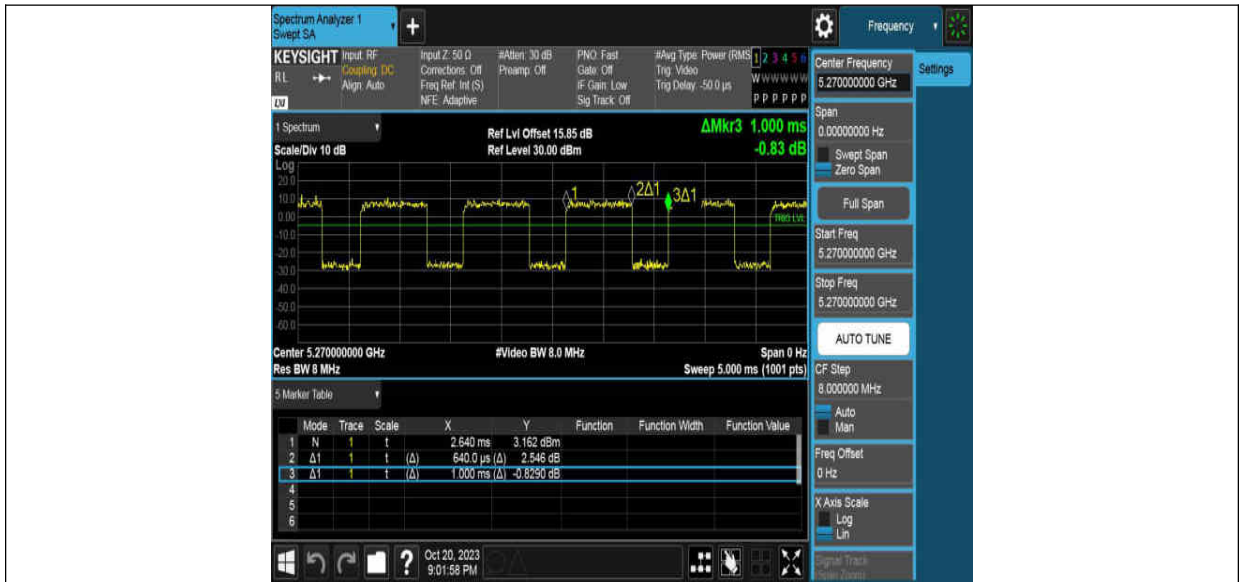 Spectrum Analyzer 1
Swept SA
+
Frequency
KEYSIGHT
RL
LXI
Input: RF
Coupling: DC
Align: Auto
Input Z: 50 Ω
Corrections: Off
Freq Ref: Int (S)
NFE: Adaptive
#Atten: 30 dB
Preamp: Off
PNO: Fast
Gate: Off
IF Gain: Low
Sig Track: Off
#Avg Type: Power (RMS
Trig: Video
Trig Delay: -50.0 µs
1 2 3 4 5 6
W W W W W W
P P P P P P
1 Spectrum
Scale/Div 10 dB
Ref Lvl Offset 15.85 dB
Ref Level 30.00 dBm
ΔMkr3 1.000 ms
-0.83 dB
Log
20.0
10.0
0.00
-10.0
-20.0
-30.0
-40.0
-50.0
-60.0
1
2Δ1
3Δ1
TRIG LVL
Center 5.270000000 GHz
#Video BW 8.0 MHz
Span 0 Hz
Res BW 8 MHz
Sweep 5.000 ms (1001 pts)
5 Marker Table
Mode Trace Scale X Y Function Function Width Function Value
1 N 1 t 2.640 ms 3.162 dBm
2 Δ1 1 t (Δ) 640.0 µs (Δ) 2.546 dB
3 Δ1 1 t (Δ) 1.000 ms (Δ) -0.8290 dB
4
5
6
?
Oct 20, 2023
9:01:58 PM
Center Frequency
5.270000000 GHz
Settings
Span
0.00000000 Hz
Swept Span
Zero Span
Full Span
Start Freq
5.270000000 GHz
Stop Freq
5.270000000 GHz
AUTO TUNE
CF Step
8.000000 MHz
Auto
Man
Freq Offset
0 Hz
X Axis Scale
Log
Lin
Signal Track
(Span Zoom)